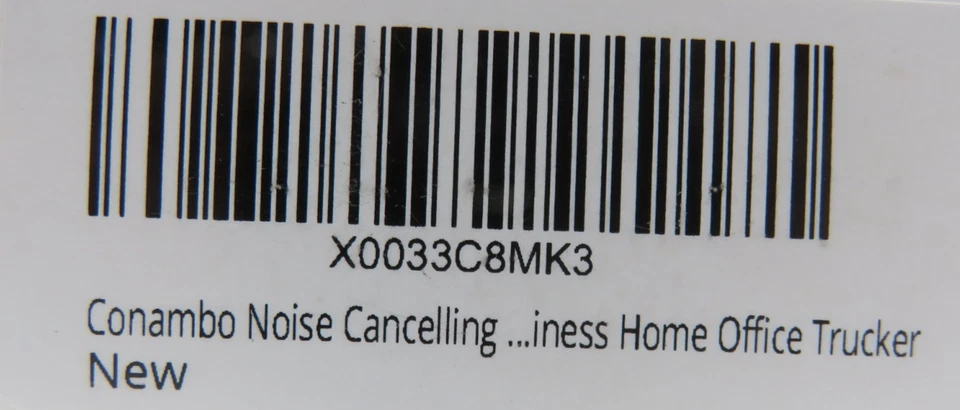 X0033C8MK3
Conambo Noise Cancelling ...iness Home Office Trucker
New